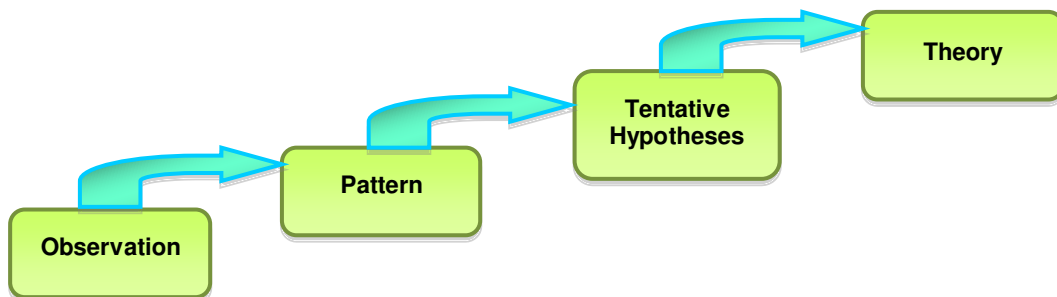 Observation
Pattern
Tentative
Hypotheses
Theory